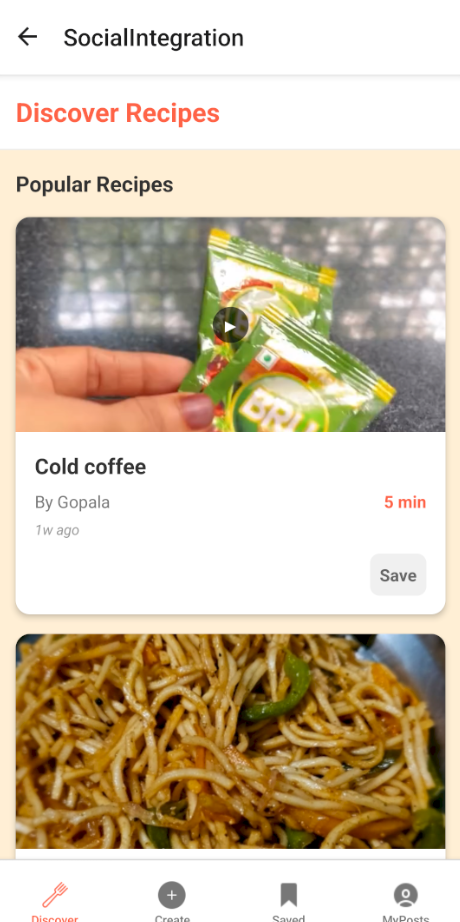 SocialIntegration
Discover Recipes
Popular Recipes
BRU
Cold coffee
By Gopala
5 min
1w ago
Save
Discover
Create
Saved
MyPosts